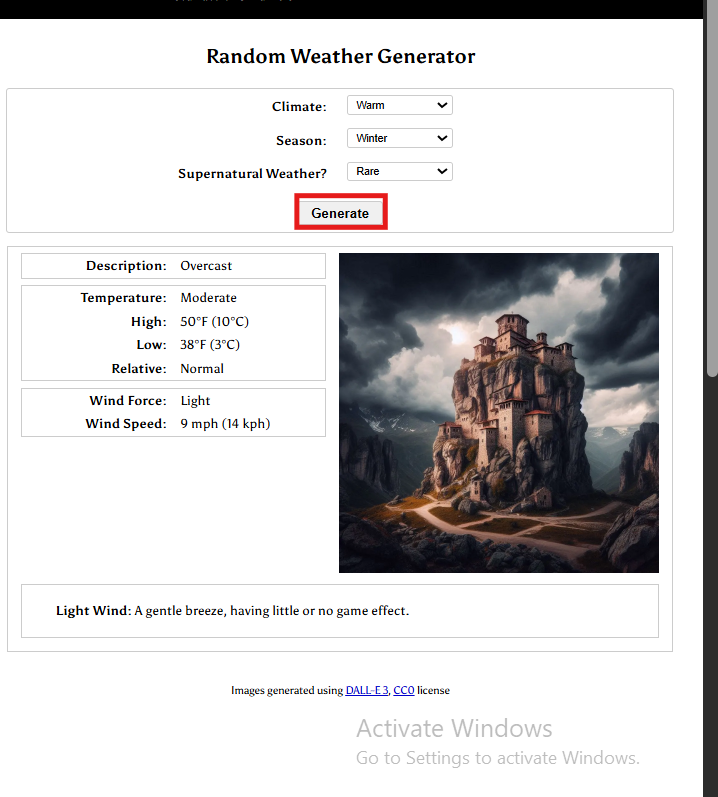 Random Weather Generator
Climate: Warm
Season: Winter
Supernatural Weather? Rare
Generate
Description: Overcast
Temperature: Moderate
High: 50°F (10°C)
Low: 38°F (3°C)
Relative: Normal
Wind Force: Light
Wind Speed: 9 mph (14 kph)
Light Wind: A gentle breeze, having little or no game effect.
Images generated using DALL-E 3, CC0 license
Activate Windows
Go to Settings to activate Windows.